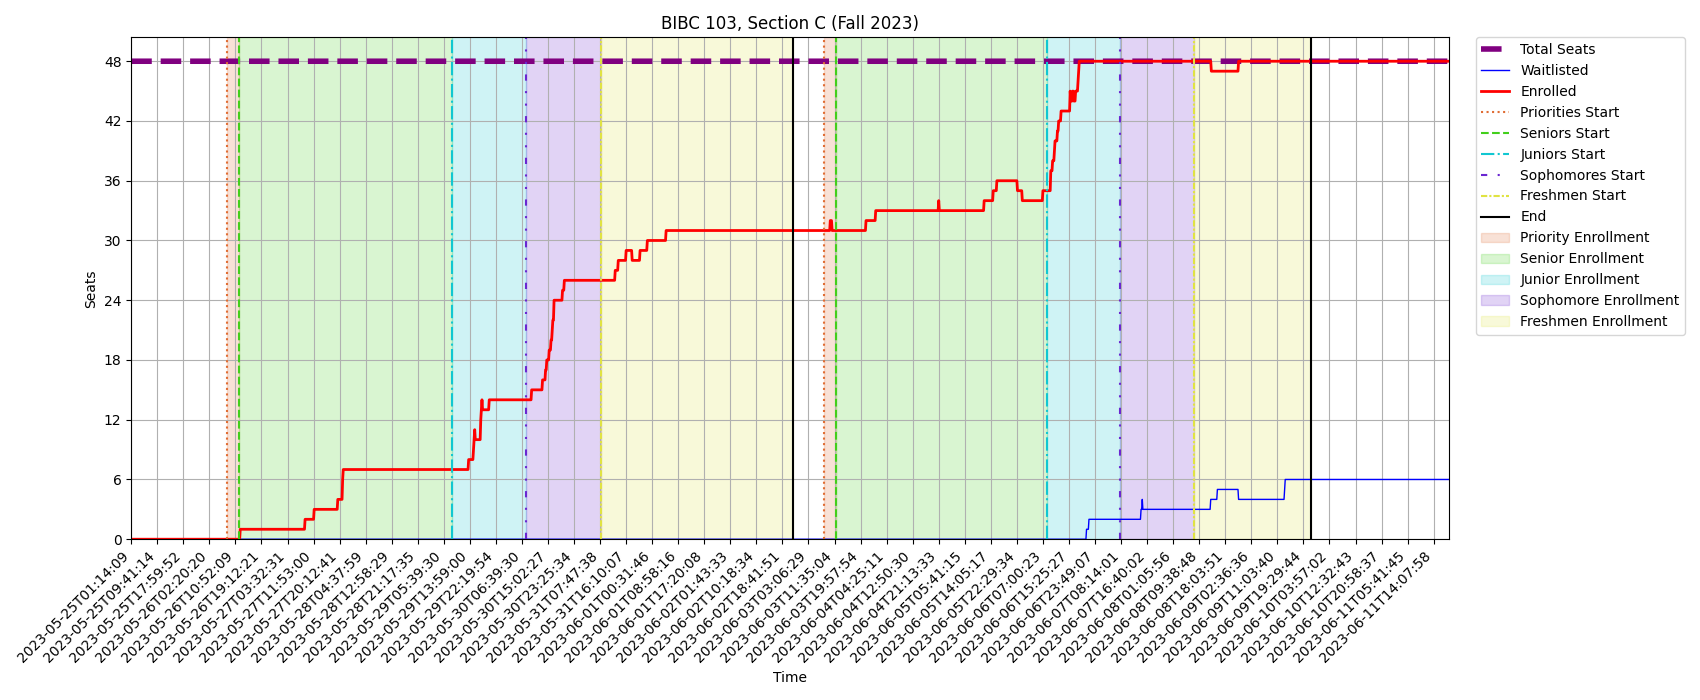 BIBC 103, Section C (Fall 2023)
Seats
48
42
36
30
24
18
12
6
0
2023-05-25T01:14:09
2023-05-25T09:41:14
2023-05-25T17:59:52
2023-05-26T02:20:20
2023-05-26T10:52:09
2023-05-26T19:12:21
2023-05-27T03:32:31
2023-05-27T11:53:00
2023-05-27T20:12:41
2023-05-28T04:37:59
2023-05-28T12:58:29
2023-05-28T21:17:35
2023-05-29T05:39:30
2023-05-29T13:59:00
2023-05-29T22:19:54
2023-05-30T06:39:30
2023-05-30T15:02:27
2023-05-30T23:25:34
2023-05-31T07:47:38
2023-05-31T16:10:07
2023-06-01T00:31:46
2023-06-01T08:58:16
2023-06-01T17:20:08
2023-06-02T01:43:33
2023-06-02T10:18:34
2023-06-02T18:41:51
2023-06-03T03:06:29
2023-06-03T11:35:04
2023-06-03T19:57:54
2023-06-04T04:25:11
2023-06-04T12:50:30
2023-06-04T21:13:33
2023-06-05T05:41:15
2023-06-05T14:05:17
2023-06-05T22:29:34
2023-06-06T07:00:23
2023-06-06T15:25:27
2023-06-06T23:49:07
2023-06-07T08:14:01
2023-06-07T16:40:02
2023-06-08T01:05:56
2023-06-08T09:38:48
2023-06-08T18:03:51
2023-06-09T02:36:36
2023-06-09T11:03:40
2023-06-09T19:29:44
2023-06-10T03:57:02
2023-06-10T12:32:43
2023-06-10T20:58:37
2023-06-11T05:41:45
2023-06-11T14:07:58
Time
Total Seats
Waitlisted
Enrolled
Priorities Start
Seniors Start
Juniors Start
Sophomores Start
Freshmen Start
End
Priority Enrollment
Senior Enrollment
Junior Enrollment
Sophomore Enrollment
Freshmen Enrollment